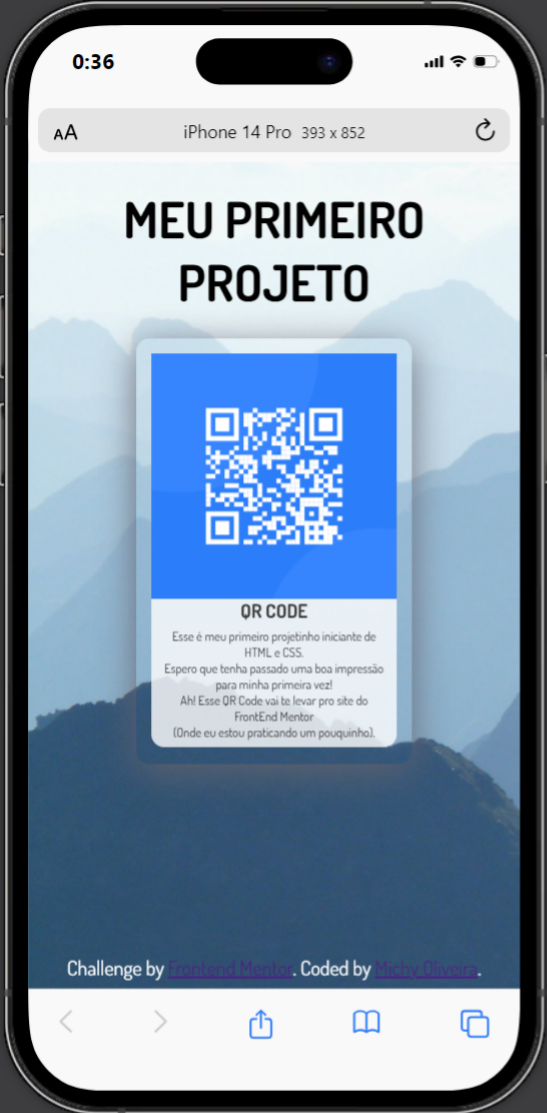 0:36
AA
iPhone 14 Pro 393 x 852
MEU PRIMEIRO
PROJETO
QR CODE
Esse é meu primeiro projetinho iniciante de
HTML e CSS.
Espero que tenha passado uma boa impressão
para minha primeira vez!
Ah! Esse QR Code vai te levar pro site do
FrontEnd Mentor
(Onde eu estou praticando um pouquinho).
Challenge by Frontend Mentor. Coded by Michy Oliveira.